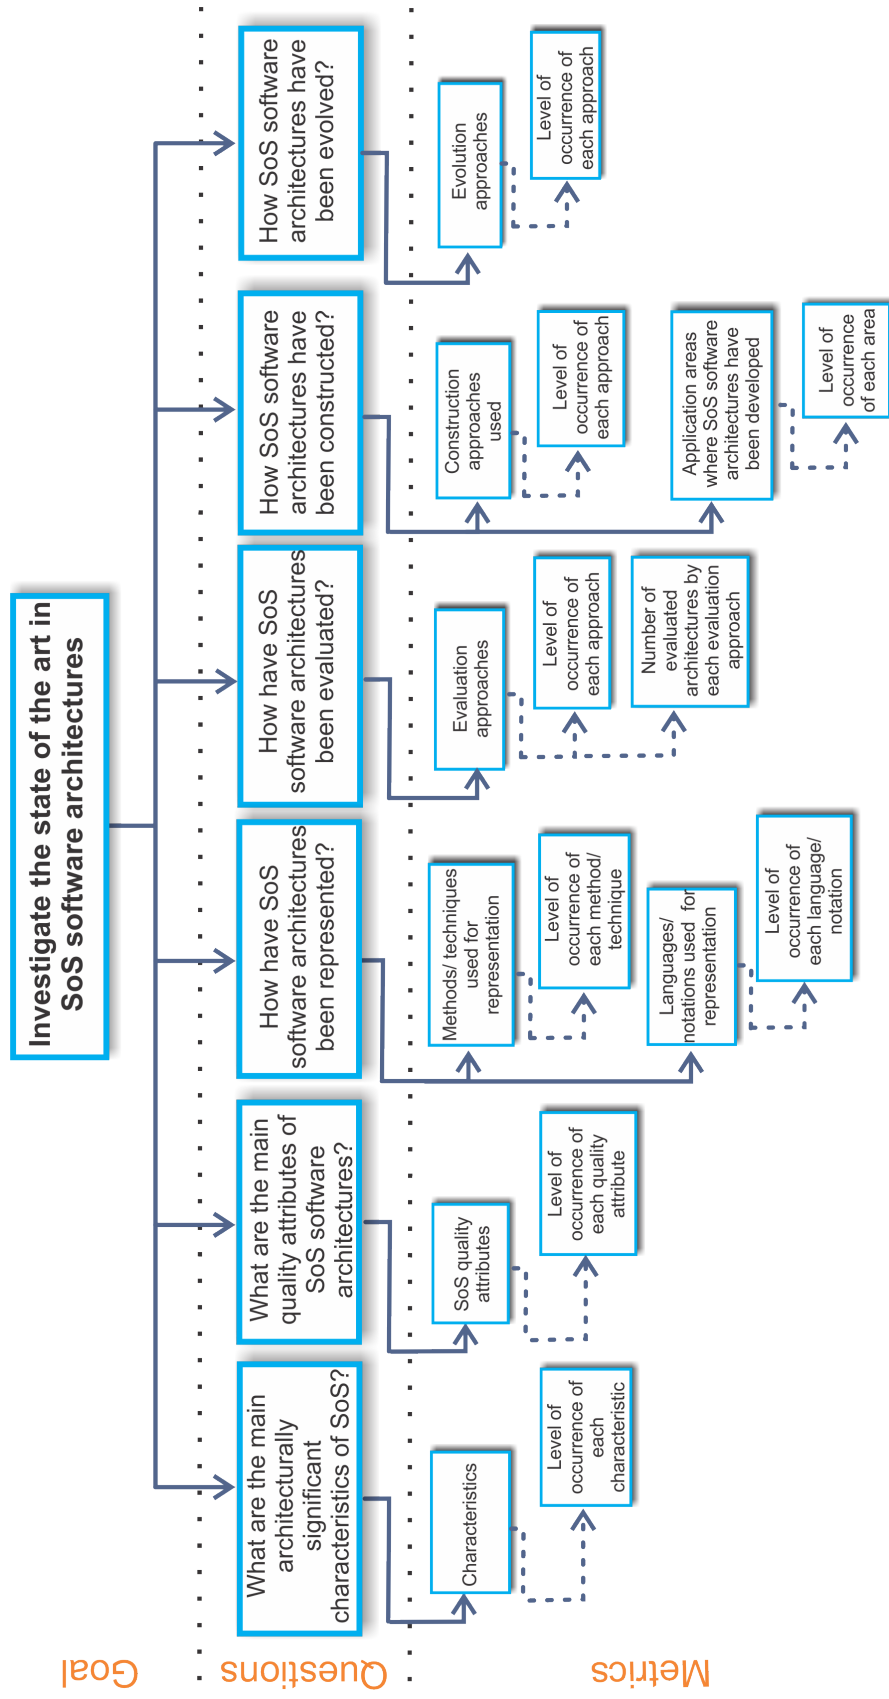 Goal
Investigate the state of the art in
SoS software architectures
Questions
What are the main
architecturally
significant
characteristics of SoS?
What are the main
quality attributes of
SoS software
architectures?
How have SoS
software architectures
been represented?
How have SoS
software architectures
been evaluated?
How SoS software
architectures have
been constructed?
How SoS software
architectures have
been evolved?
Metrics
Characteristics
Level of
occurrence of
each
characteristic
SoS quality
attributes
Level of
occurrence of
each quality
attribute
Methods/ techniques
used for
representation
Level of
occurrence of
each method/
technique
Languages/
notations used for
representation
Level of
occurrence of
each language/
notation
Evaluation
approaches
Level of
occurrence of
each approach
Number of
evaluated
architectures by
each evaluation
approach
Construction
approaches
used
Level of
occurrence of
each approach
Application areas
where SoS software
architectures have
been developed
Level of
occurrence
of each area
Evolution
approaches
Level of
occurrence of
each approach